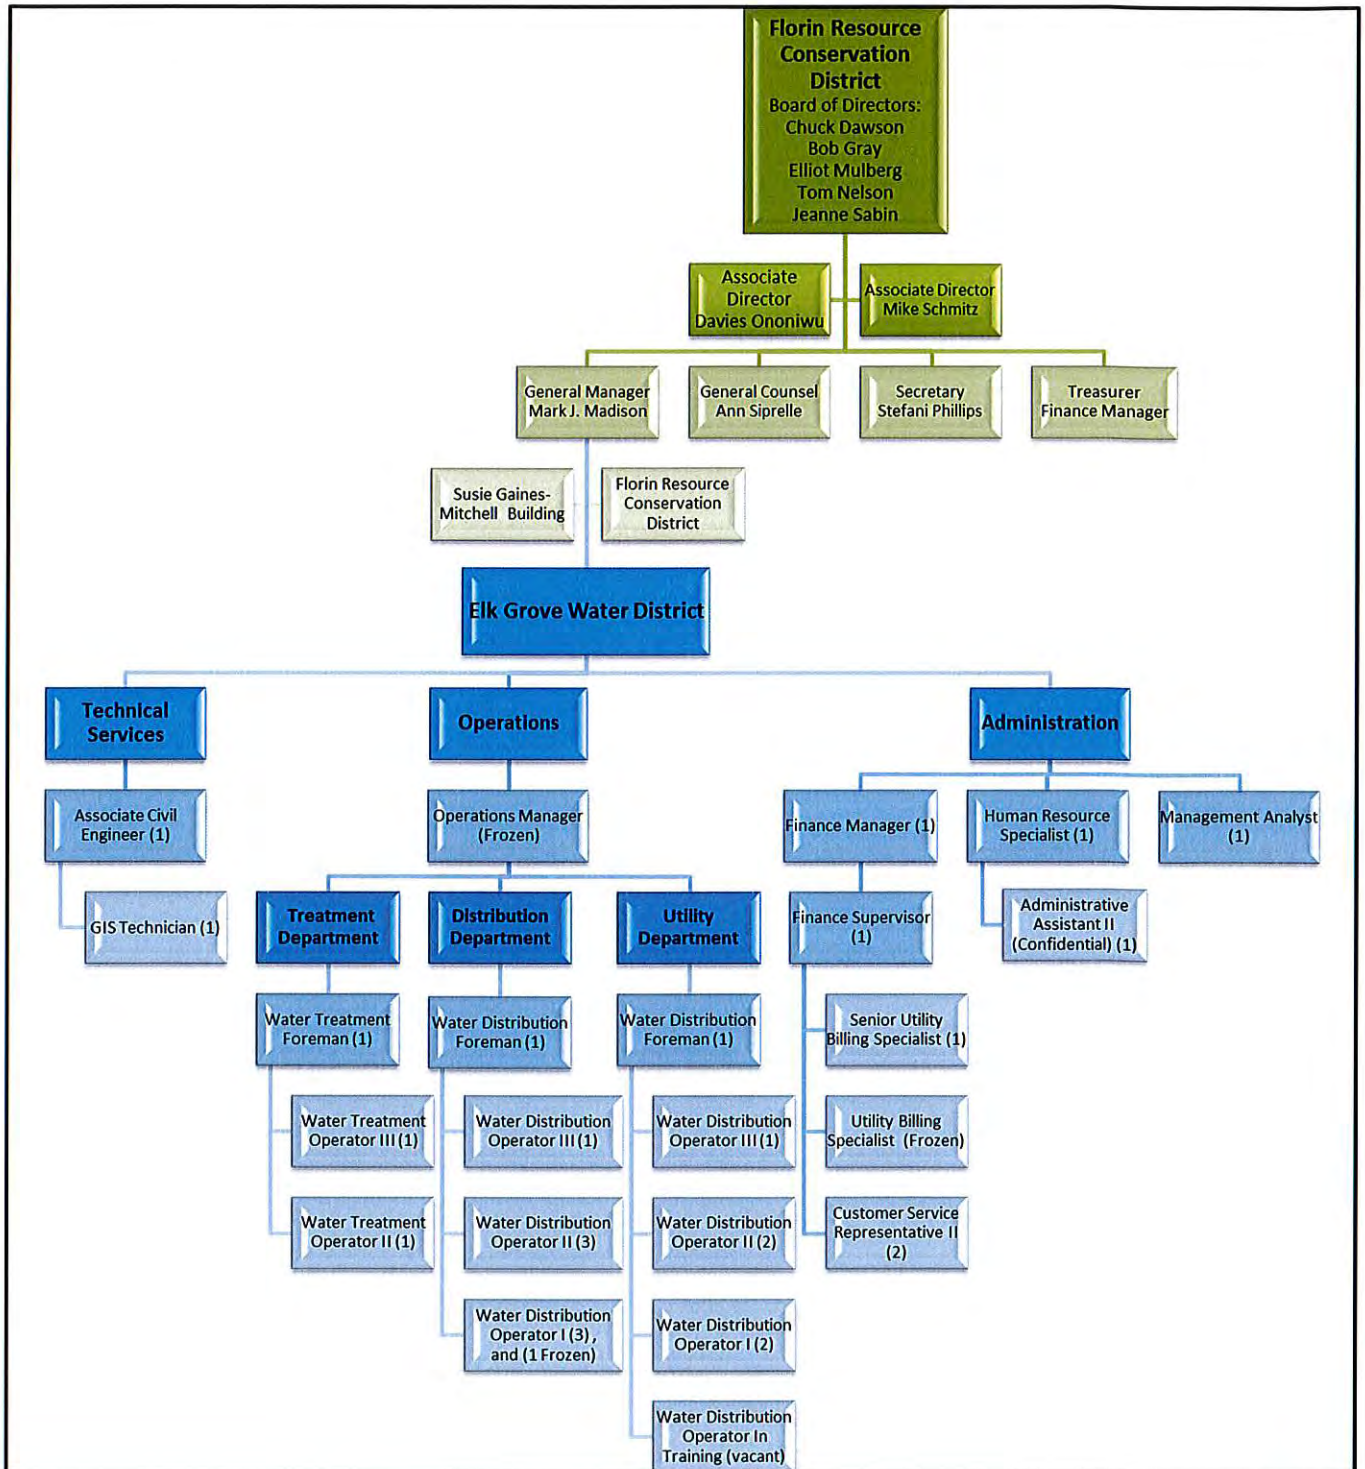 Florin Resource
Conservation
District
Board of Directors:
Chuck Dawson
Bob Gray
Elliot Mulberg
Tom Nelson
Jeanne Sabin
Associate
Director
Davies Ononiwu
Associate Director
Mike Schmitz
General Manager
Mark J. Madison
General Counsel
Ann Siprelle
Secretary
Stefani Phillips
Treasurer
Finance Manager
Susie Gaines-
Mitchell Building
Florin Resource
Conservation
District
Elk Grove Water District
Technical
Services
Operations
Administration
Associate Civil
Engineer (1)
Operations Manager
(Frozen)
Finance Manager (1)
Human Resource
Specialist (1)
Management Analyst
(1)
GIS Technician (1)
Treatment
Department
Distribution
Department
Utility
Department
Finance Supervisor
(1)
Administrative
Assistant II
(Confidential) (1)
Water Treatment
Foreman (1)
Water Distribution
Foreman (1)
Water Distribution
Foreman (1)
Senior Utility
Billing Specialist (1)
Water Treatment
Operator III (1)
Water Distribution
Operator III (1)
Water Distribution
Operator III (1)
Utility Billing
Specialist (Frozen)
Water Treatment
Operator II (1)
Water Distribution
Operator II (3)
Water Distribution
Operator II (2)
Customer Service
Representative II
(2)
Water Distribution
Operator I (3) ,
and (1 Frozen)
Water Distribution
Operator I (2)
Water Distribution
Operator In
Training (vacant)